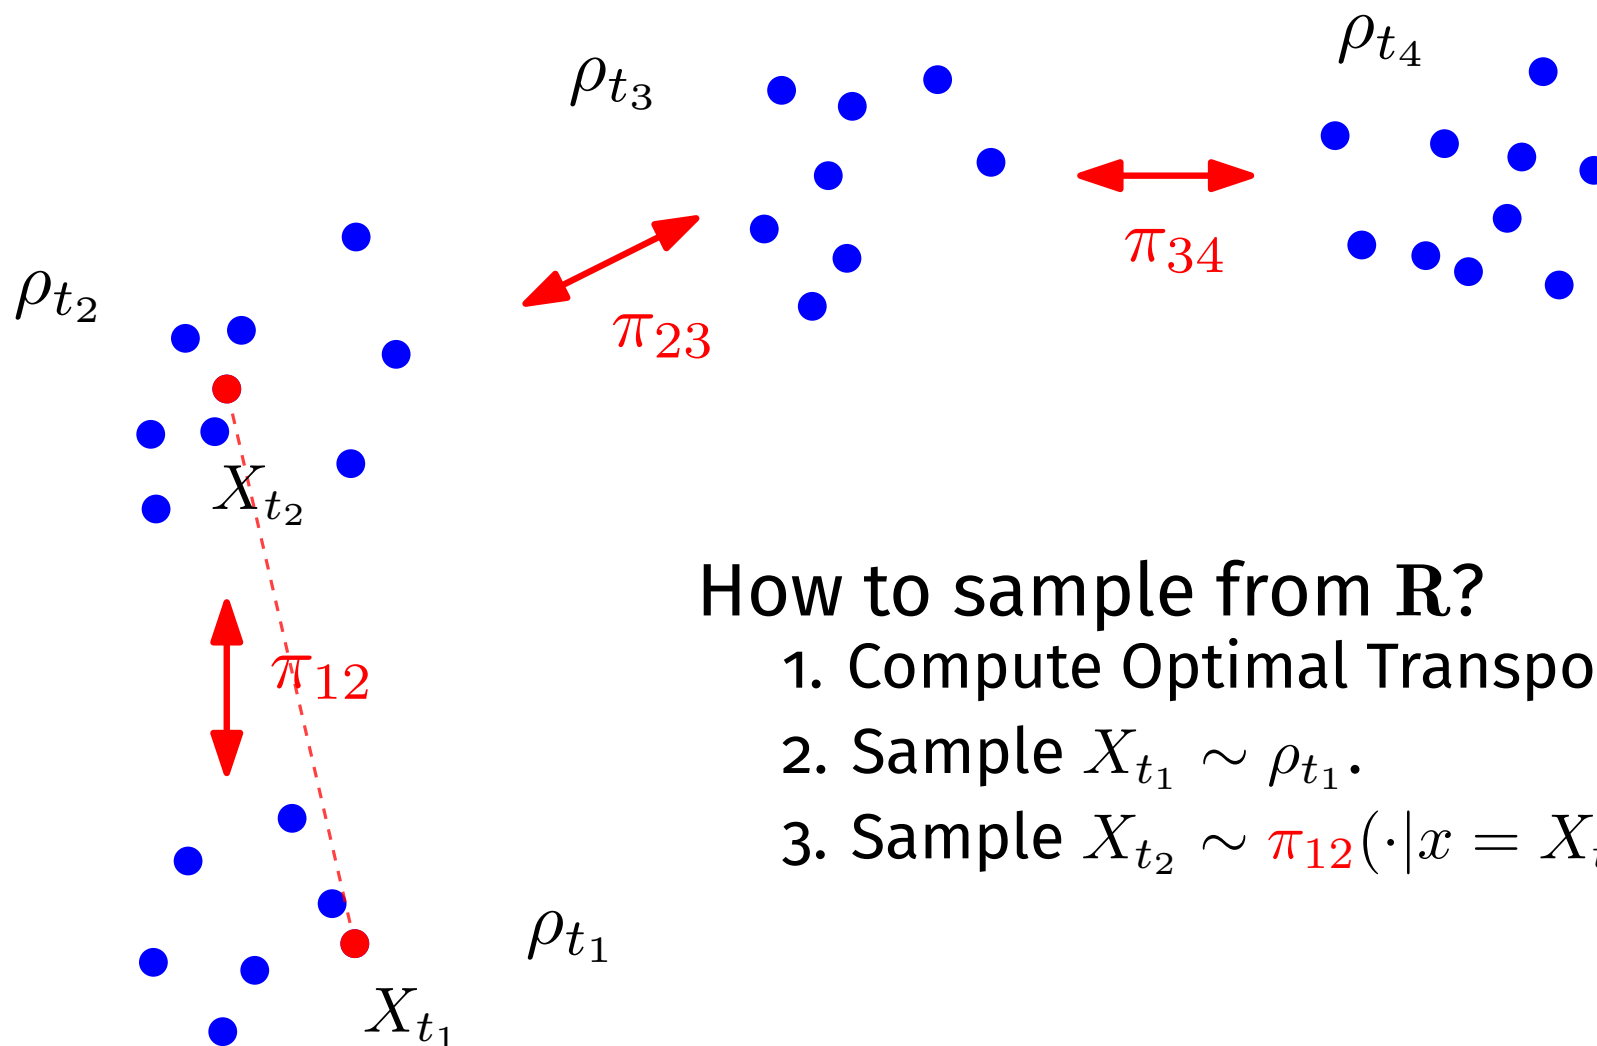 ρ_{t_4}
ρ_{t_3}
π_{34}
ρ_{t_2}
π_{23}
X_{t_2}
How to sample from R?
1. Compute Optimal
π_{12}
2. Sample X_{t_1} ∼ ρ_{t_1}.
3. Sample X_{t_2} ∼ π_{12}(·|x = X
ρ_{t_1}
X_{t_1}